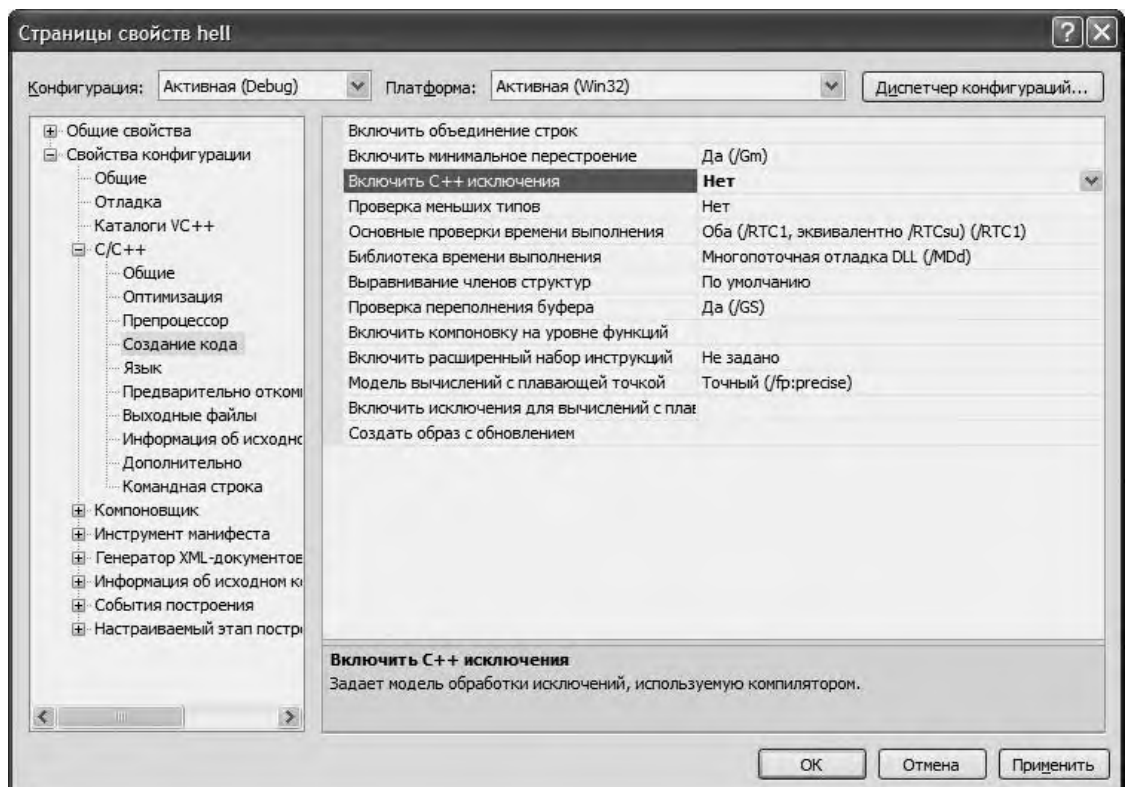 Страницы свойств hell
Конфигурация: Активная (Debug) Платформа: Активная (Win32) Диспетчер конфигураций...
Общие свойства
Свойства конфигурации
Общие
Отладка
Каталоги VC++
C/C++
Общие
Оптимизация
Препроцессор
Создание кода
Язык
Предварительно отком
Выходные файлы
Информация об исходнс
Дополнительно
Командная строка
Компоновщик
Инструмент манифеста
Генератор XML-документов
Информация об исходном к
События построения
Настраиваемый этап постр
Включить объединение строк
Включить минимальное перестроение Да (/Gm)
Включить C++ исключения Нет
Проверка меньших типов Нет
Основные проверки времени выполнения Оба (/RTC1, эквивалентно /RTCsu) (/RTC1)
Библиотека времени выполнения Многопоточная отладка DLL (/MDd)
Выравнивание членов структур По умолчанию
Проверка переполнения буфера Да (/GS)
Включить компоновку на уровне функций
Включить расширенный набор инструкций Не задано
Модель вычислений с плавающей точкой Точный (/fp:precise)
Включить исключения для вычислений с плав
Создать образ с обновлением
Включить C++ исключения
Задает модель обработки исключений, используемую компилятором.
ОК Отмена Применить